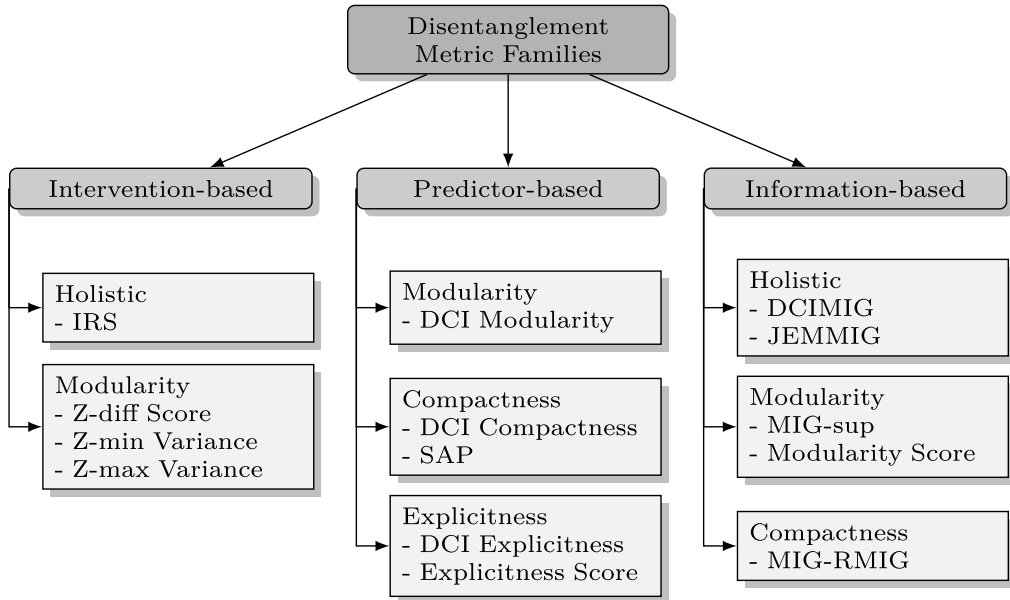 Disentanglement
Metric Families
Intervention-based
Holistic
- IRS
Modularity
- Z-diff Score
- Z-min Variance
- Z-max Variance
Predictor-based
Modularity
- DCI Modularity
Compactness
- DCI Compactness
- SAP
Explicitness
- DCI Explicitness
- Explicitness Score
Information-based
Holistic
- DCIMIG
- JEMMIG
Modularity
- MIG-sup
- Modularity Score
Compactness
- MIG-RMIG